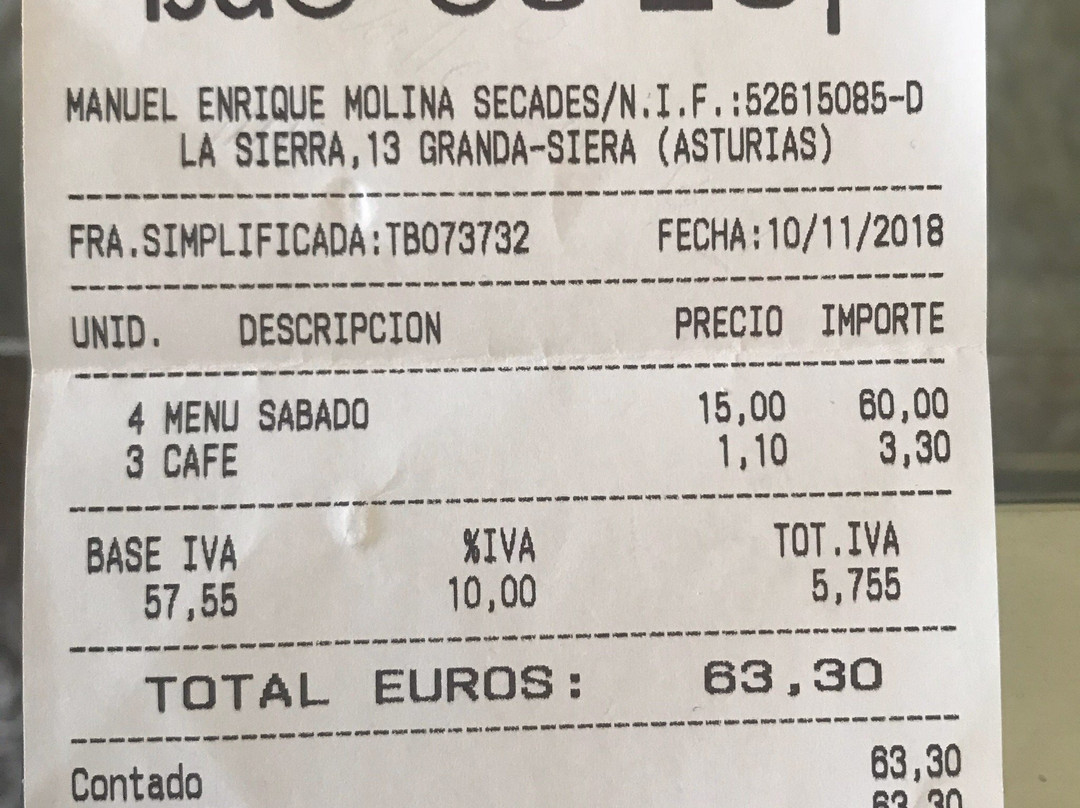 MANUEL ENRIQUE MOLINA SECADES/N.I.F.:52615085-D
LA SIERRA,13 GRANDA-SIERA (ASTURIAS)
FRA.SIMPLIFICADA:TB073732 FECHA:10/11/2018
UNID. DESCRIPCION PRECIO IMPORTE
4 MENU SABADO 15,00 60,00
3 CAFE 1,10 3,30
BASE IVA %IVA TOT.IVA
57,55 10,00 5,755
TOTAL EUROS: 63,30
Contado 63,30
63,30